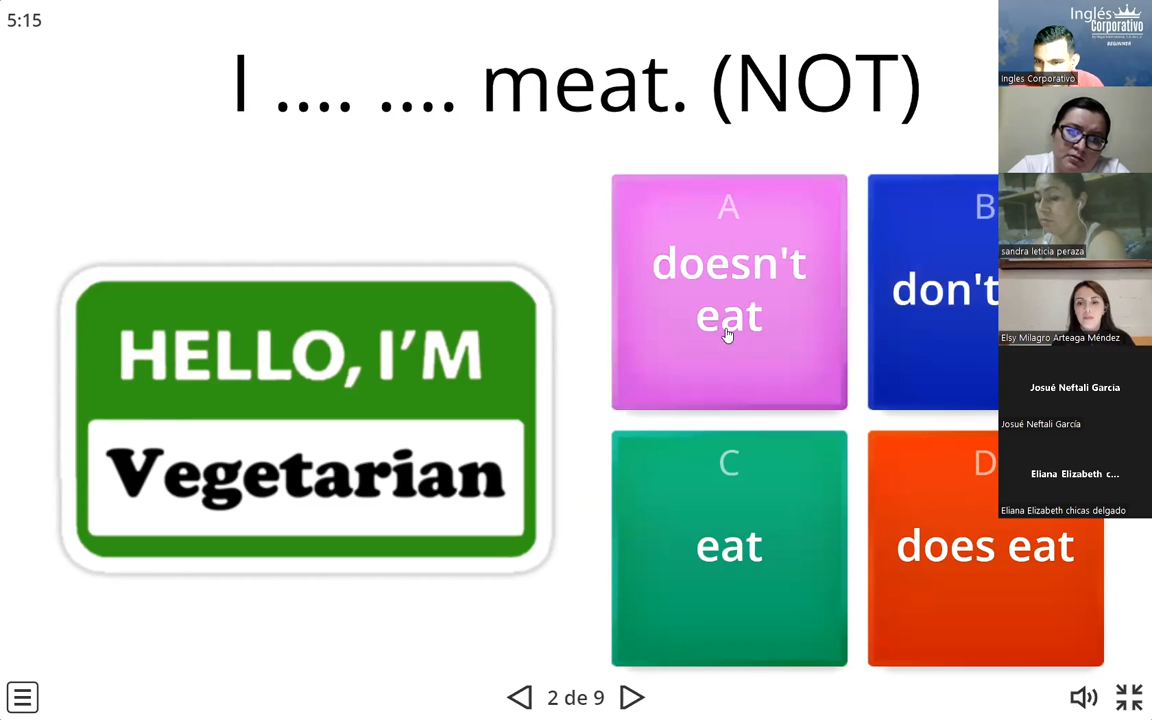 5:15
I .... .... meat. (NOT)
HELLO, I'M
Vegetarian
A
doesn't
eat
B
don't
C
eat
D
does eat
2 de 9
Inglés
Corporativo
BEGINNER
Ingles Corporativo
sandra leticia peraza
Elsy Milagro Arteaga Méndez
Josué Neftali Garcia
Josué Neftali García
Eliana Elizabeth c...
Eliana Elizabeth chicas delgado